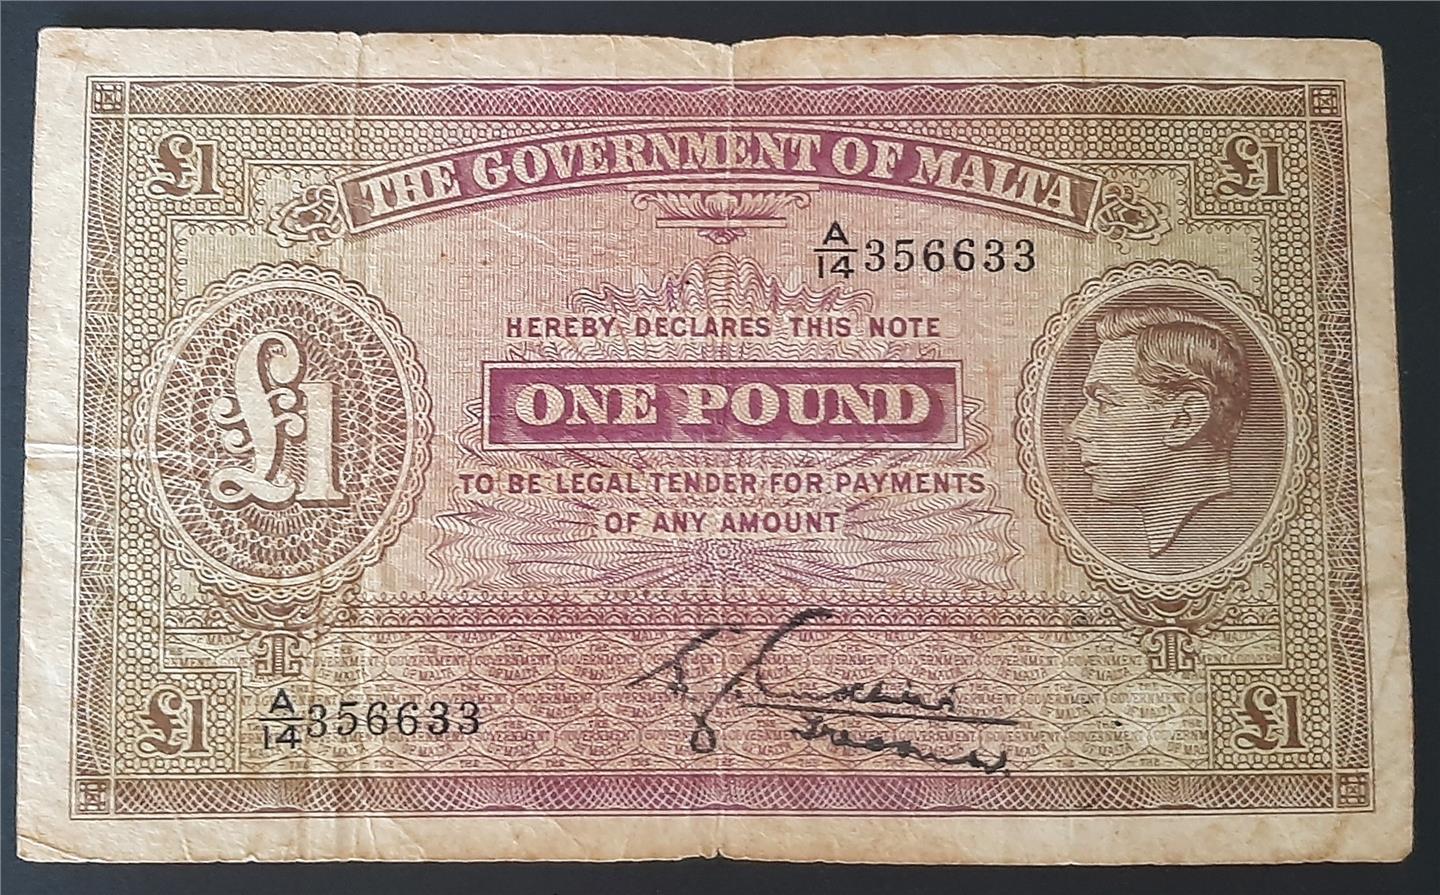 THE GOVERNMENT OF MALTA
£1 £1
A/14 356633
HEREBY DECLARES THIS NOTE
£1
ONE POUND
TO BE LEGAL TENDER FOR PAYMENTS
OF ANY AMOUNT
A/14 356633
£1 £1